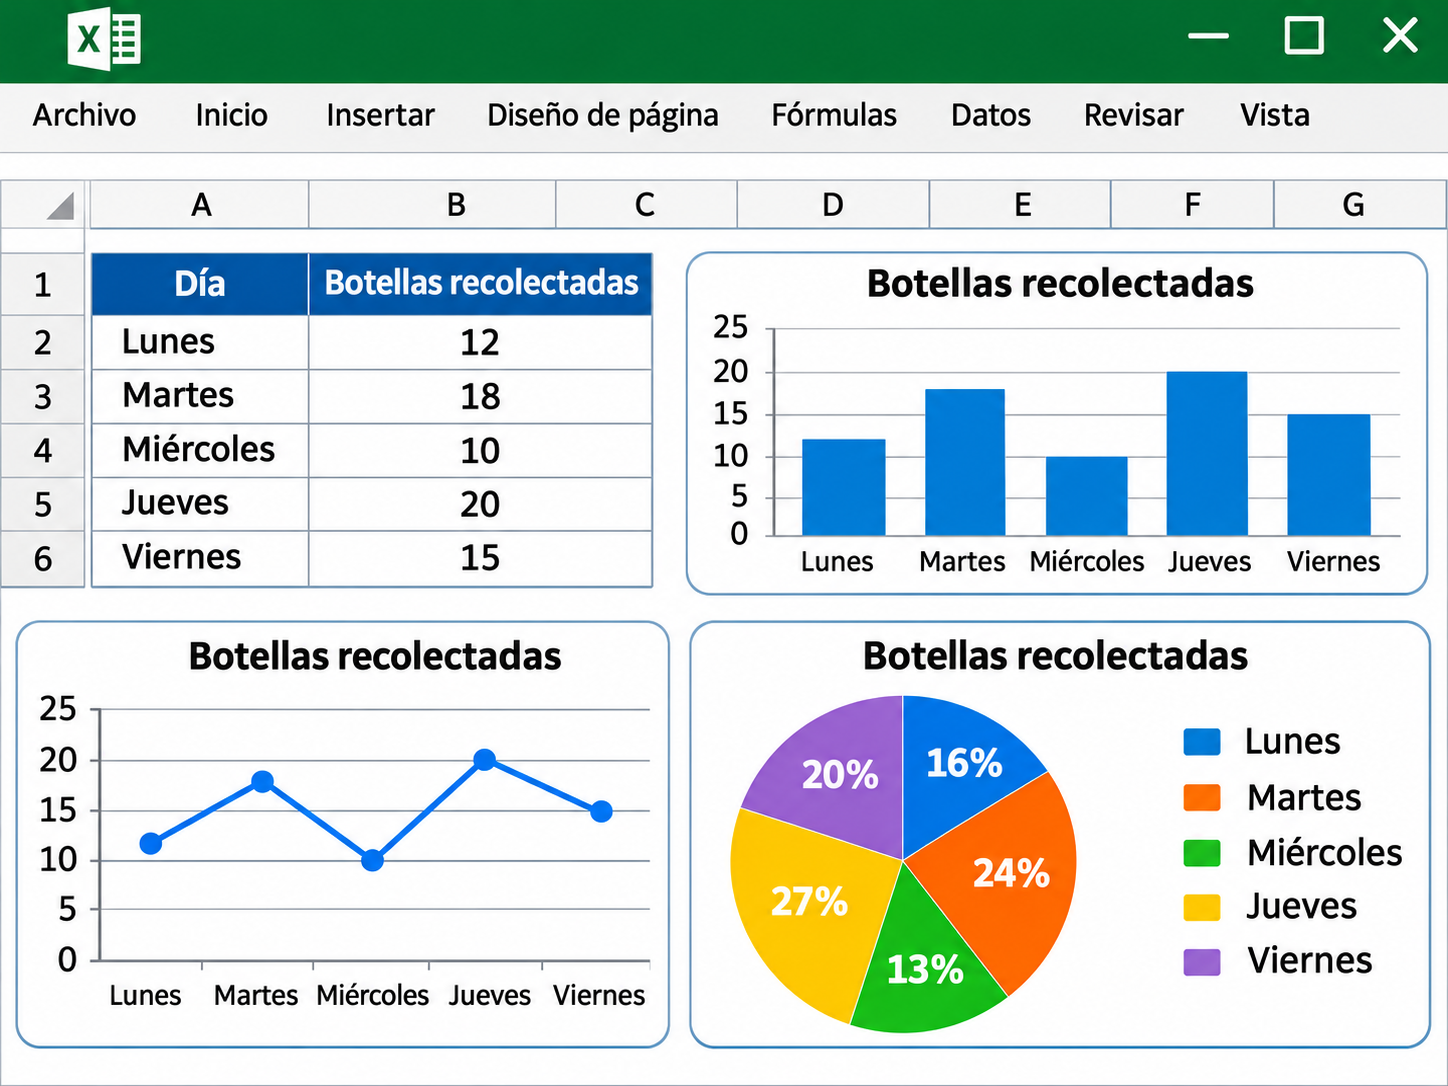 X
Archivo Inicio Insertar Diseño de página Fórmulas Datos Revisar Vista
A B C D E F G
1 Día Botellas recolectadas
2 Lunes 12
3 Martes 18
4 Miércoles 10
5 Jueves 20
6 Viernes 15
Botellas recolectadas
25
20
15
10
5
0
Lunes Martes Miércoles Jueves Viernes
Botellas recolectadas
25
20
15
10
5
0
Lunes Martes Miércoles Jueves Viernes
Botellas recolectadas
16%
24%
13%
27%
20%
Lunes
Martes
Miércoles
Jueves
Viernes